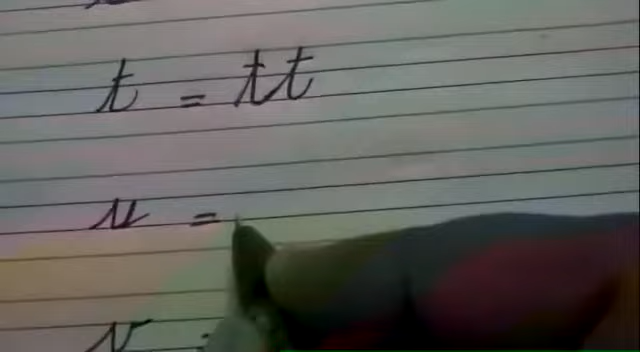 t = tt
u =
v